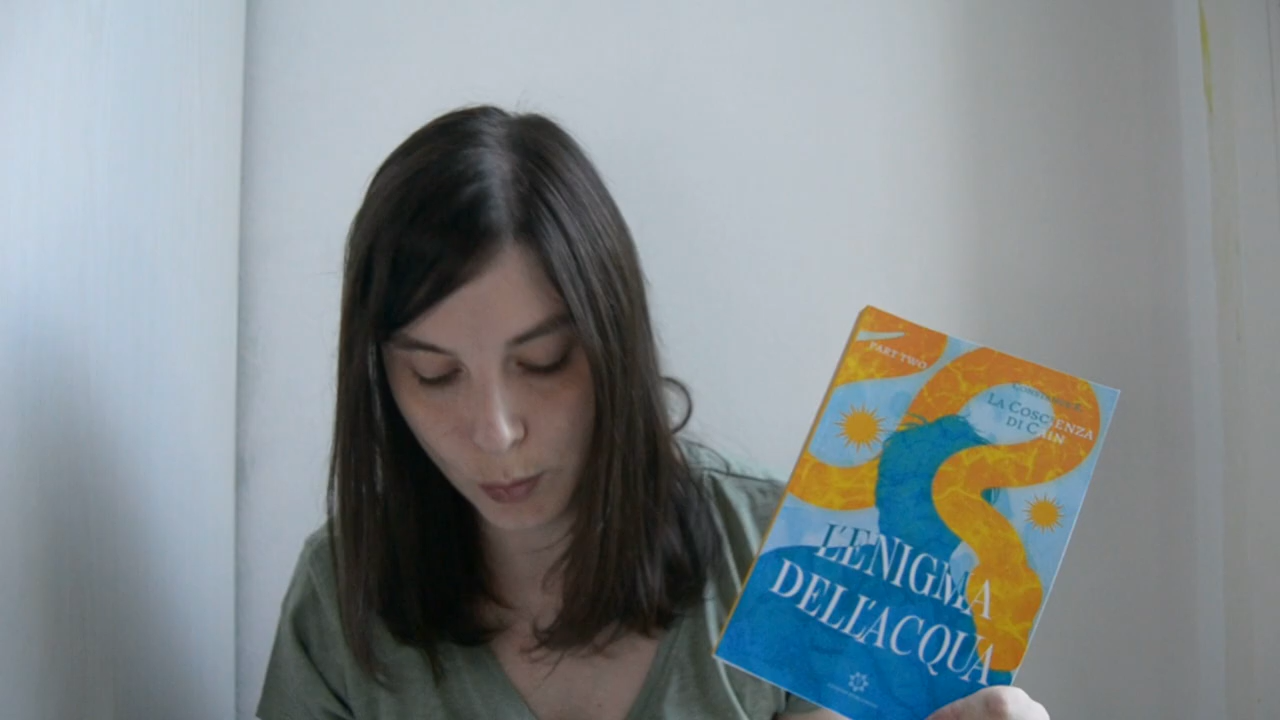 PART TWO
LA COSCIENZA
DI CAIN
L'ENIGMA
DELL'ACQUA